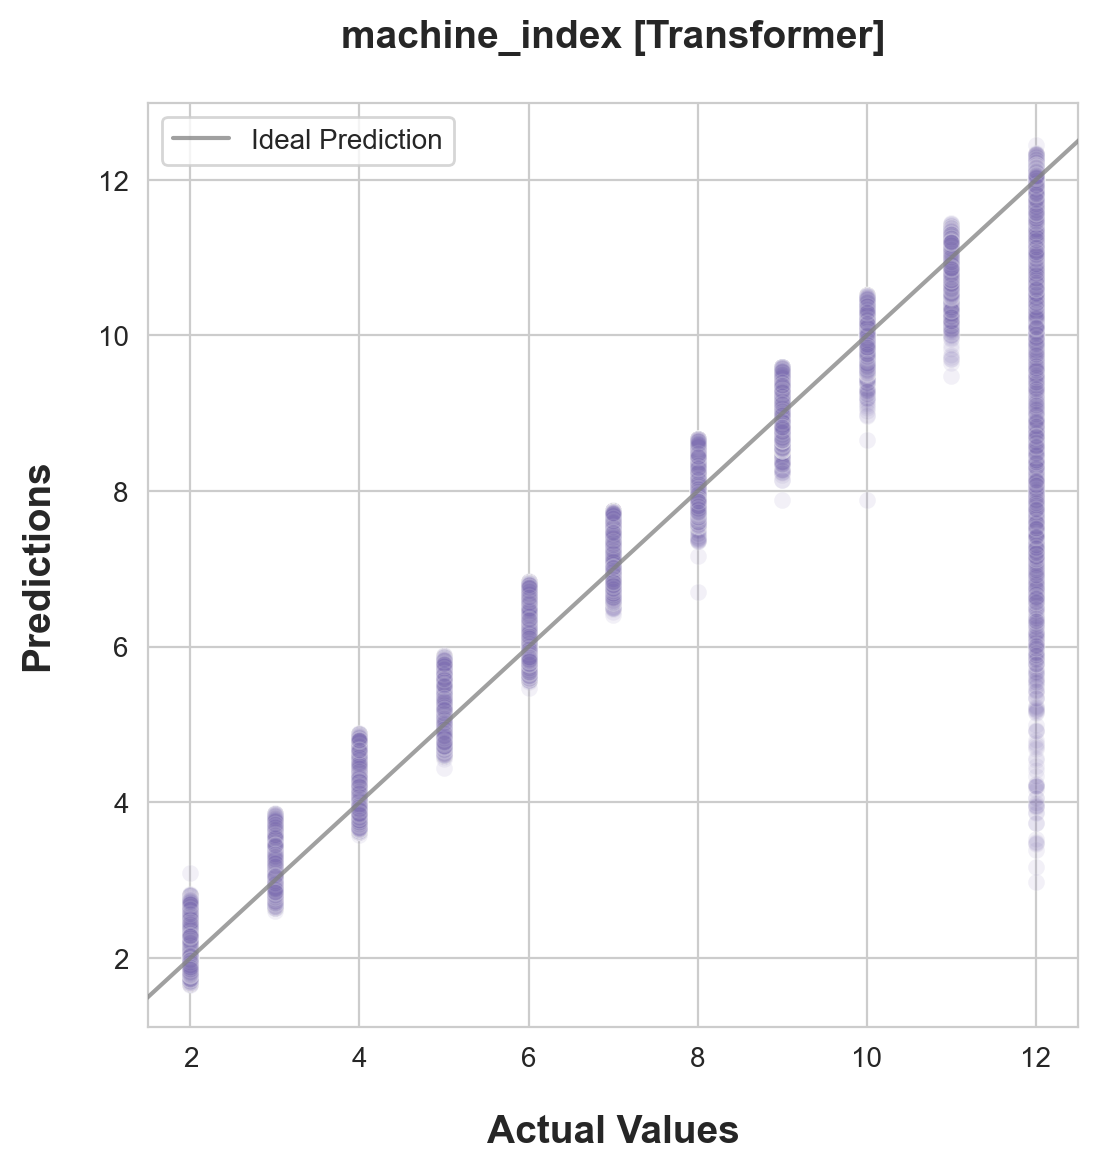 machine_index [Transformer]
Ideal Prediction
12
10
8
6
4
2
Predictions
2 4 6 8 10 12
Actual Values